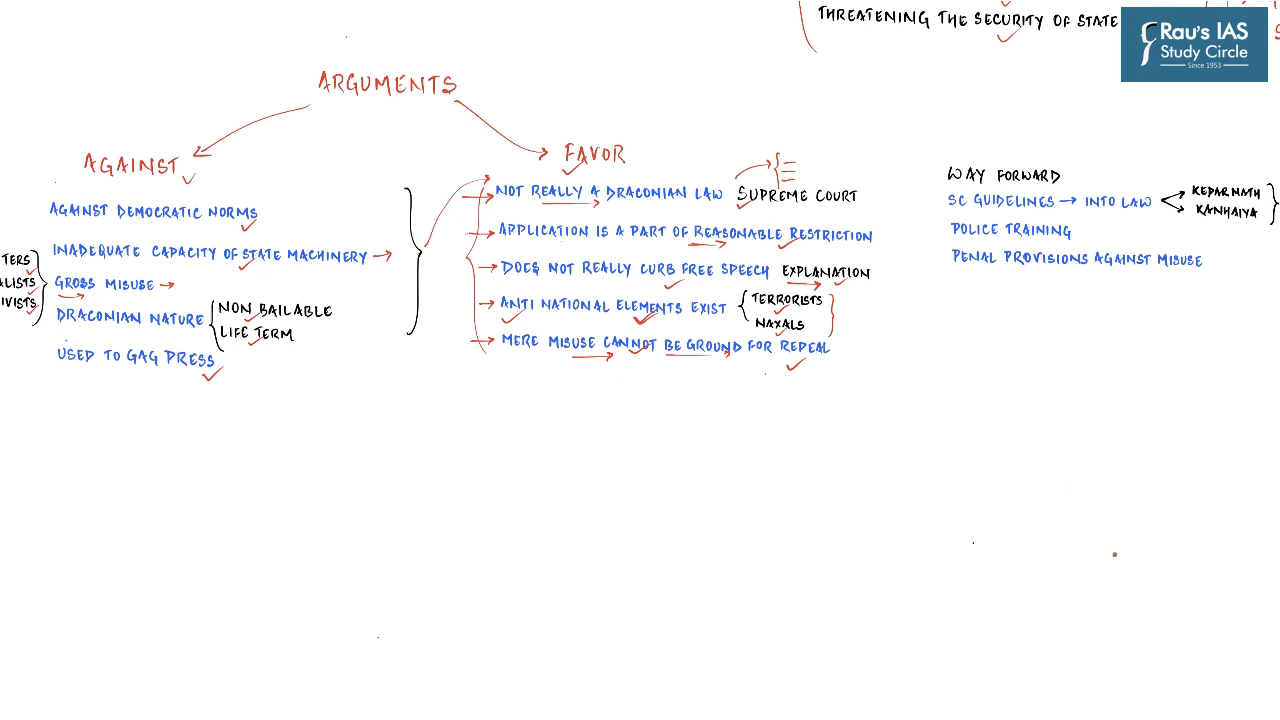 THREATENING THE SECURITY OF STATE
Rau's IAS
Study Circle
Since 1953
ARGUMENTS
AGAINST
AGAINST DEMOCRATIC NORMS
INADEQUATE CAPACITY OF STATE MACHINERY
TERS
ALISTS
IVISTS
GROSS MISUSE
DRACONIAN NATURE
NON BAILABLE
LIFE TERM
USED TO GAG PRESS
FAVOR
NOT REALLY A DRACONIAN LAW SUPREME COURT
APPLICATION IS A PART OF REASONABLE RESTRICTION
DOES NOT REALLY CURB FREE SPEECH EXPLANATION
ANTI NATIONAL ELEMENTS EXIST
TERRORISTS
NAXALS
MERE MISUSE CANNOT BE GROUND FOR REPEAL
WAY FORWARD
SC GUIDELINES → INTO LAW
KEDARNATH
KANHAIYA
POLICE TRAINING
PENAL PROVISIONS AGAINST MISUSE